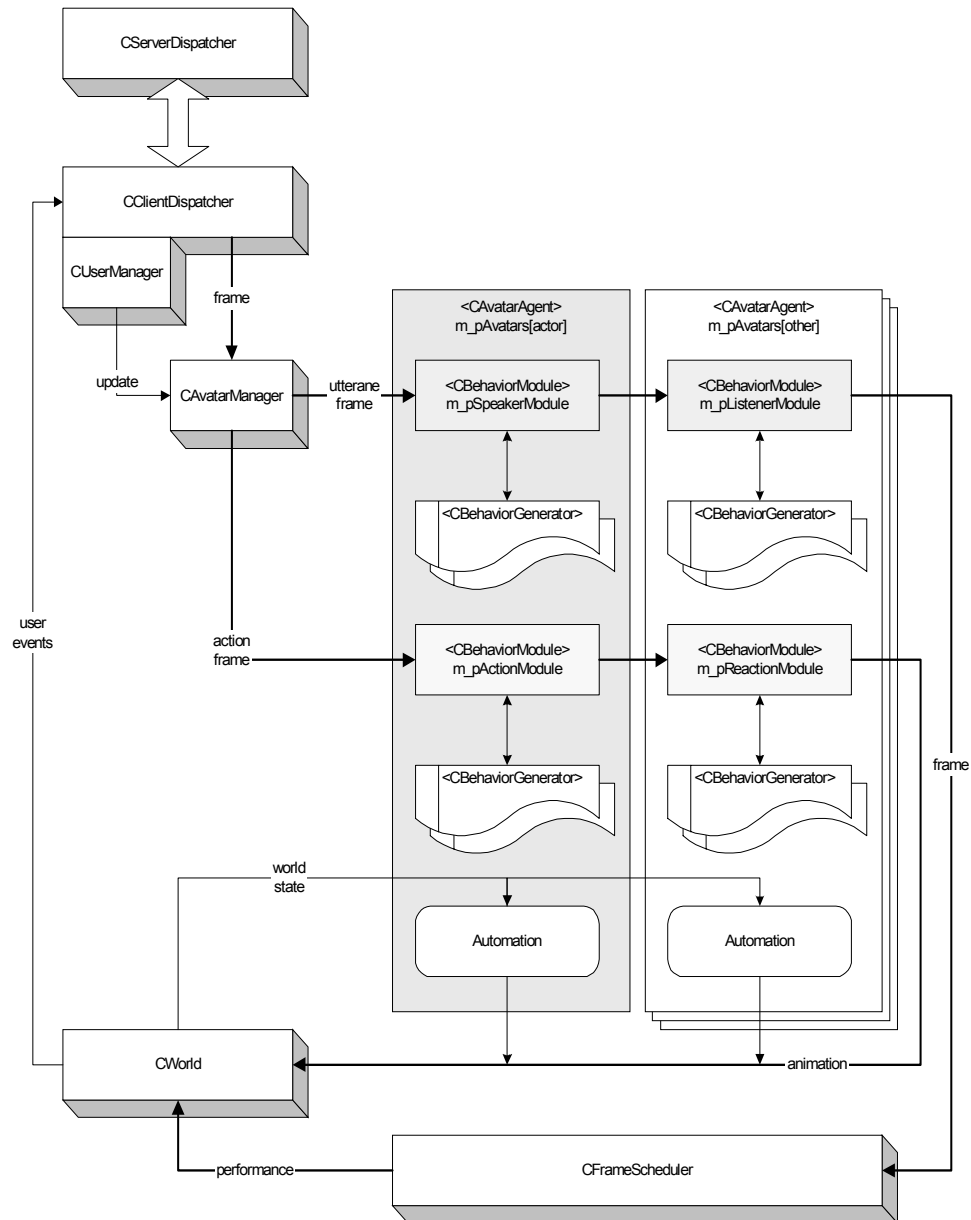 CServerDispatcher
CClientDispatcher
CUserManager
frame
update
CAvatarManager
utterane
frame
<CAvatarAgent>
m_pAvatars[actor]
<CAvatarAgent>
m_pAvatars[other]
<CBehaviorModule>
m_pSpeakerModule
<CBehaviorModule>
m_pListenerModule
<CBehaviorGenerator>
<CBehaviorGenerator>
user
events
action
frame
<CBehaviorModule>
m_pActionModule
<CBehaviorModule>
m_pReactionModule
frame
<CBehaviorGenerator>
<CBehaviorGenerator>
world
state
Automation
Automation
CWorld
animation
performance
CFrameScheduler